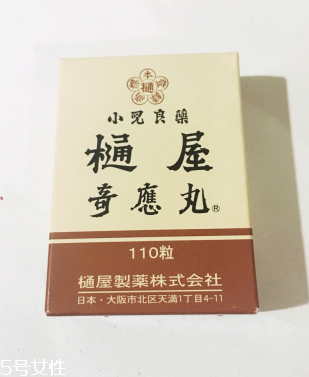 本
樋
小児良薬
樋屋
奇應丸®
110粒
樋屋製薬株式会社
日本・大阪市北区天満1丁目4-11
5号女性